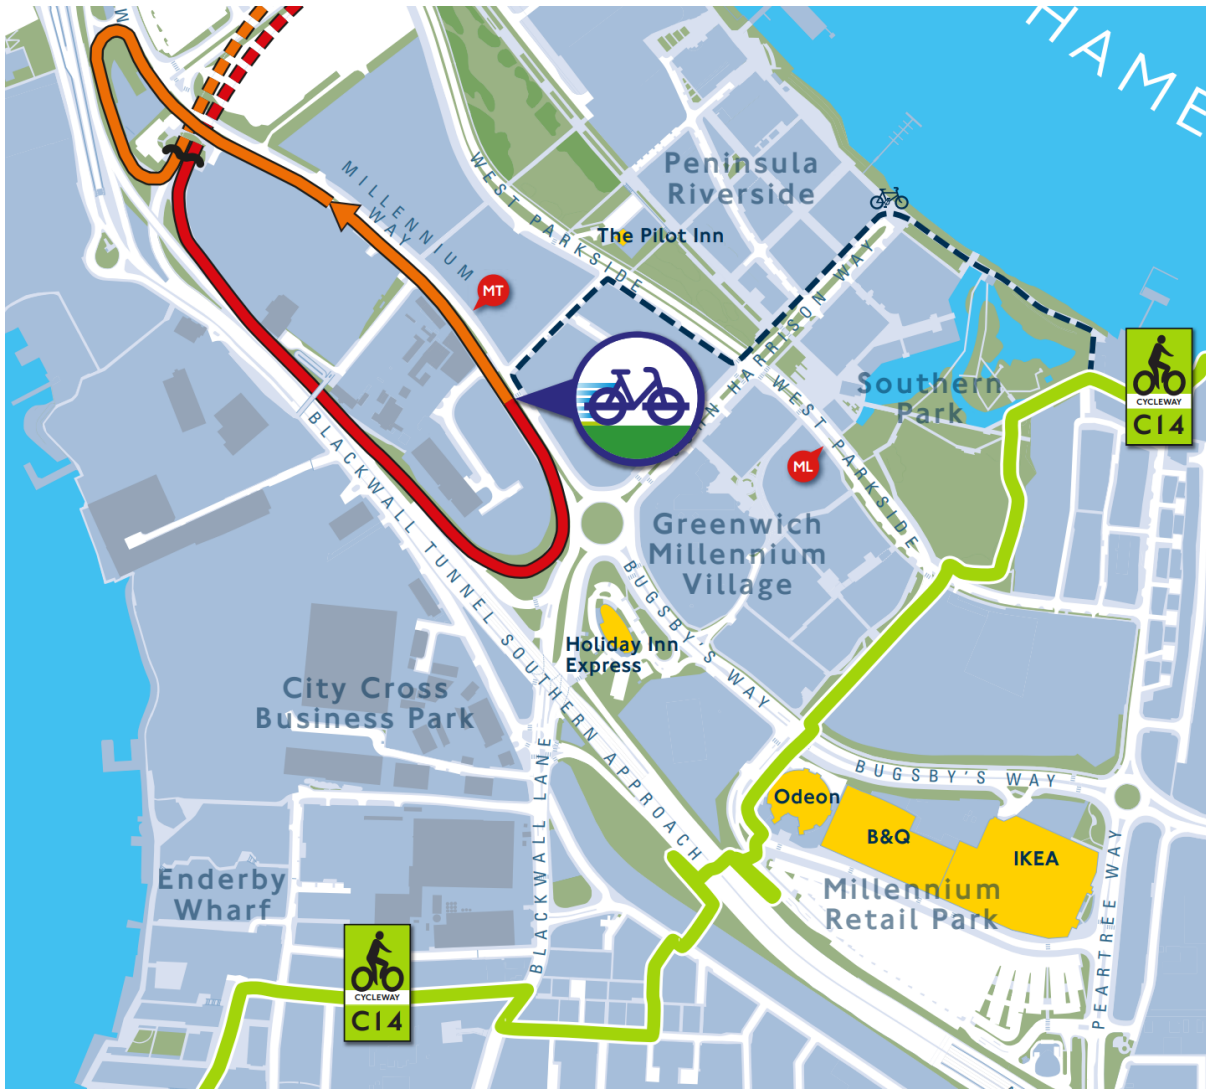 THAME
M
Peninsula
Riverside
MILLENNIUM
WAY
WEST PARKSIDE
The Pilot Inn
MT
HARRISON WAY
Southern
Park
CYCLEWAY
C14
WEST PARKSIDE
ML
BLACKWALL TUNNEL SOUTHERN APPROACH
Greenwich
Millennium
Village
BUGSBY'S WAY
Holiday Inn
Express
City Cross
Business Park
BUGSBY'S WAY
Odeon
B&Q
IKEA
BLACKWALL LANE
Enderby
Wharf
Millennium
Retail Park
PEARTREE WAY
CYCLEWAY
C14